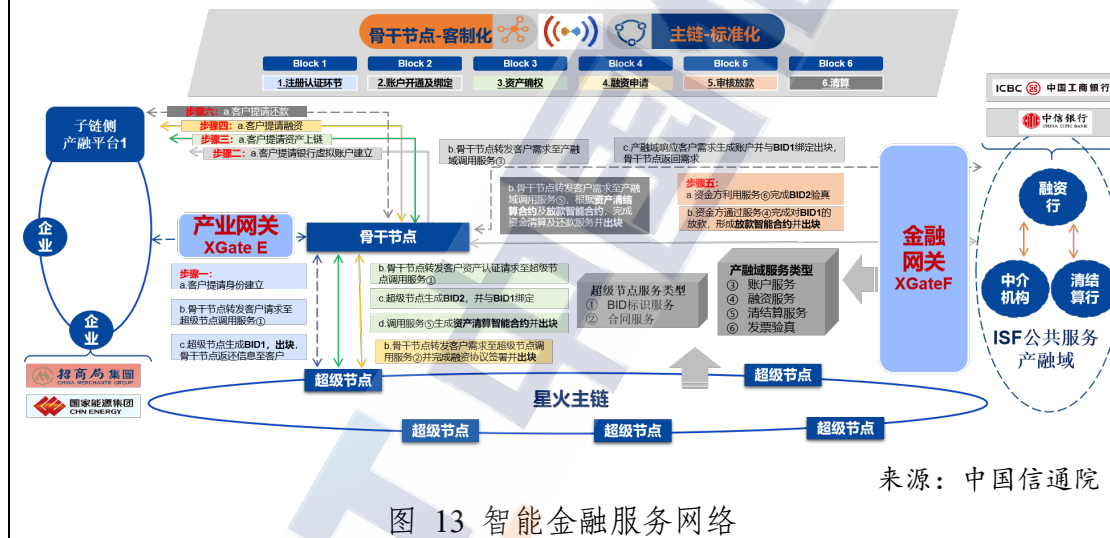 骨干节点-客制化
主链-标准化
Block 1
Block 2
Block 3
Block 4
Block 5
Block 6
1.注册认证环节
2.账户开通及绑定
3.资产确权
4.融资申请
5.审核放款
6.清算
子链侧
产融平台1
步骤六：a.客户提请还款
步骤四：a.客户提请融资
步骤三：a.客户提请资产上链
步骤二：a.客户提请银行虚拟账户建立
b.骨干节点转发客户需求至产融
域调用服务③
c.产融域响应客户需求生成账户并与BID1绑定出块,
骨干节点返回需求
b.骨干节点转发客户需求至产融
域调用服务⑤，根据资产清结
算合约及放款智能合约，完成
资金清算及还款服务并出块
步骤五：
a.资金方利用服务⑥完成BID2验真
b.资金方通过服务④完成对BID1的
放款，形成放款智能合约并出块
ICBC 中国工商银行
中信银行
CHINA CITIC BANK
融资
行
中介
机构
清结
算行
ISF公共服务
产融域
金融
网关
XGateF
企
业
产业网关
XGate E
骨干节点
步骤一：
a.客户提请身份建立
b.骨干节点转发客户请求至
超级节点调用服务①
c.超级节点生成BID1，出块，
骨干节点返还信息至客户
b.骨干节点转发客户资产认证请求至超级节
点调用服务①
c.超级节点生成BID2，并与BID1绑定
d.调用服务⑤生成资产清算智能合约并出块
b.骨干节点转发客户需求至超级节点调
用服务②并完成融资协议签署并出块
超级节点服务类型
① BID标识服务
② 合同服务
产融域服务类型
③ 账户服务
④ 融资服务
⑤ 清结算服务
⑥ 发票验真
企
业
招商局集團
CHINA MERCHANTS GROUP
国家能源集团
CHN ENERGY
超级节点
超级节点
星火主链
超级节点
超级节点
超级节点
来源：中国信通院
图 13 智能金融服务网络